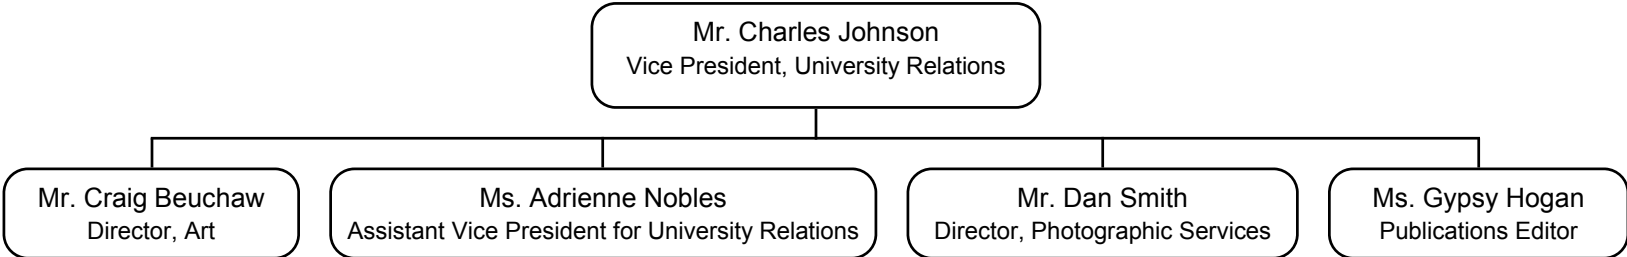 Mr. Charles Johnson
Vice President, University Relations
Mr. Craig Beuchaw
Director, Art
Ms. Adrienne Nobles
Assistant Vice President for University Relations
Mr. Dan Smith
Director, Photographic Services
Ms. Gypsy Hogan
Publications Editor